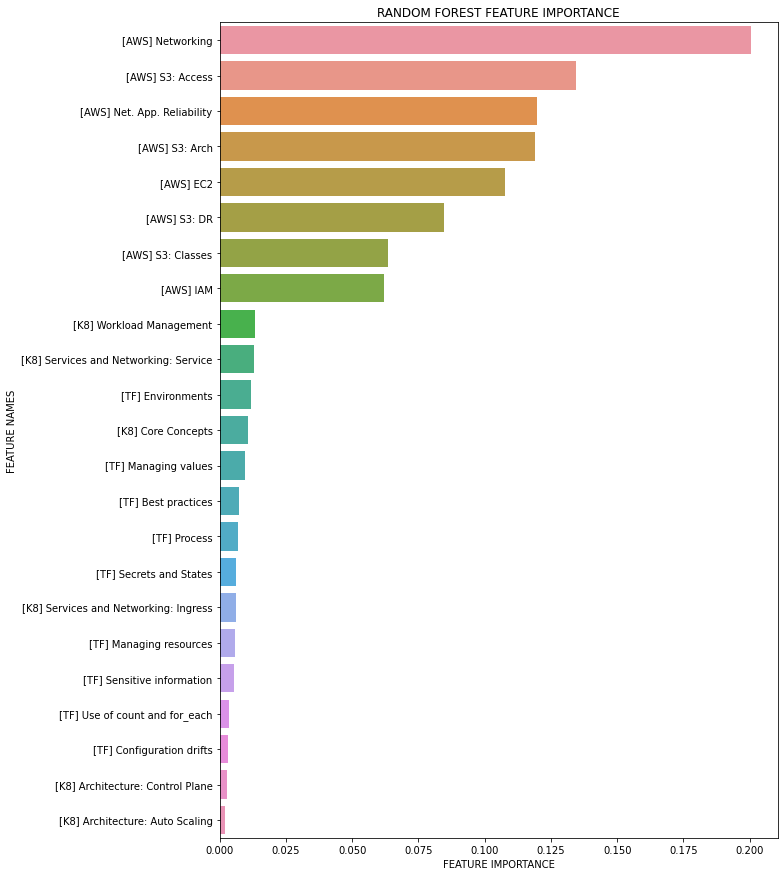 RANDOM FOREST FEATURE IMPORTANCE
[AWS] Networking
[AWS] S3: Access
[AWS] Net. App. Reliability
[AWS] S3: Arch
[AWS] EC2
[AWS] S3: DR
[AWS] S3: Classes
[AWS] IAM
[K8] Workload Management
[K8] Services and Networking: Service
[TF] Environments
[K8] Core Concepts
[TF] Managing values
[TF] Best practices
[TF] Process
[TF] Secrets and States
[K8] Services and Networking: Ingress
[TF] Managing resources
[TF] Sensitive information
[TF] Use of count and for_each
[TF] Configuration drifts
[K8] Architecture: Control Plane
[K8] Architecture: Auto Scaling
FEATURE NAMES
0.000 0.025 0.050 0.075 0.100 0.125 0.150 0.175 0.200
FEATURE IMPORTANCE